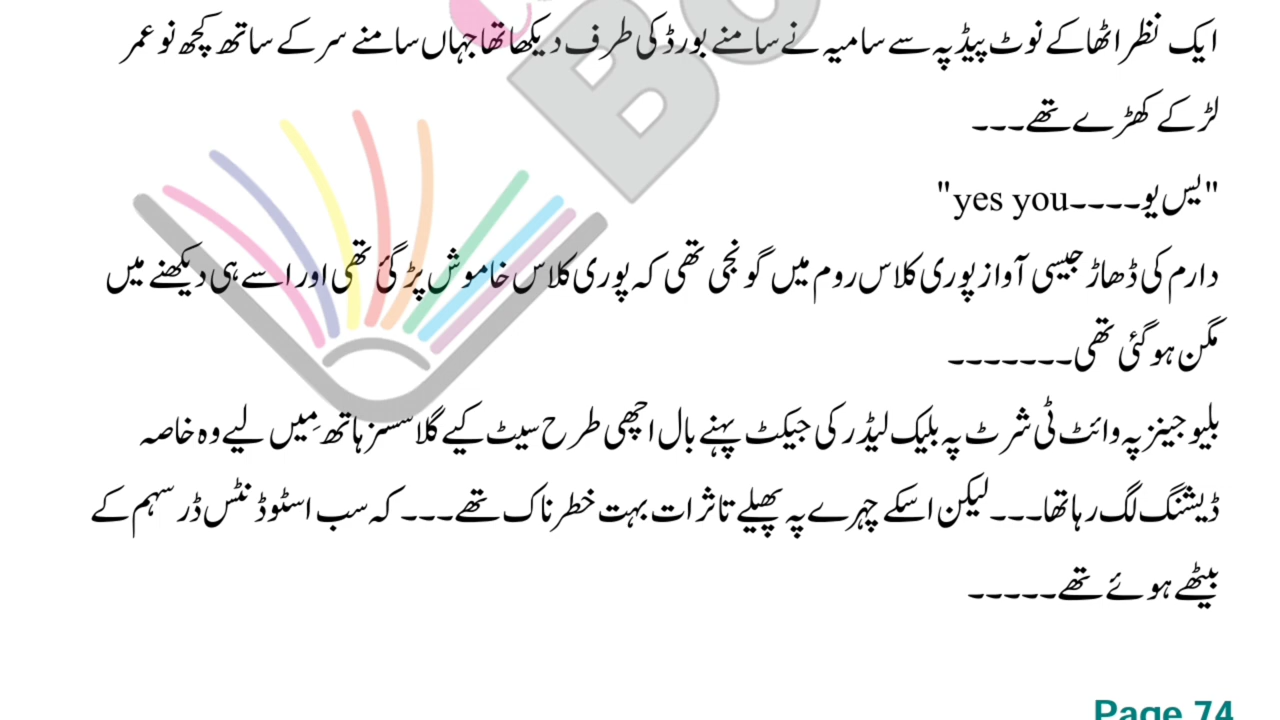 ایک نظر اٹھا کے نوٹ پیڈ پہ سے سامیہ نے سامنے بورڈ کی طرف دیکھا تھا جہاں سامنے سر کے ساتھ کچھ نو عمر
لڑکے کھڑے تھے۔۔۔
"یس یو۔۔۔۔yes you"
دارم کی ڈھاڑ جیسی آواز پوری کلاس روم میں گونجی تھی کہ پوری کلاس خاموش پڑ گئ تھی اور اسے ہی دیکھنے میں
مگن ہو گئی تھی۔۔۔۔۔۔۔
بلیو جینز پہ وائٹ ٹی شرٹ پہ بلیک لیڈر کی جیکٹ پہنے بال اچھی طرح سیٹ کیے گلاسسز ہاتھ میں لیے وہ خاصہ
ڈیشنگ لگ رہا تھا۔۔۔ لیکن اسکے چہرے پہ پھیلے تاثرات بہت خطرناک تھے۔۔۔ کہ سب اسٹوڈنٹس ڈر سہم کے
بیٹھے ہوئے تھے۔۔۔۔۔
Page 74